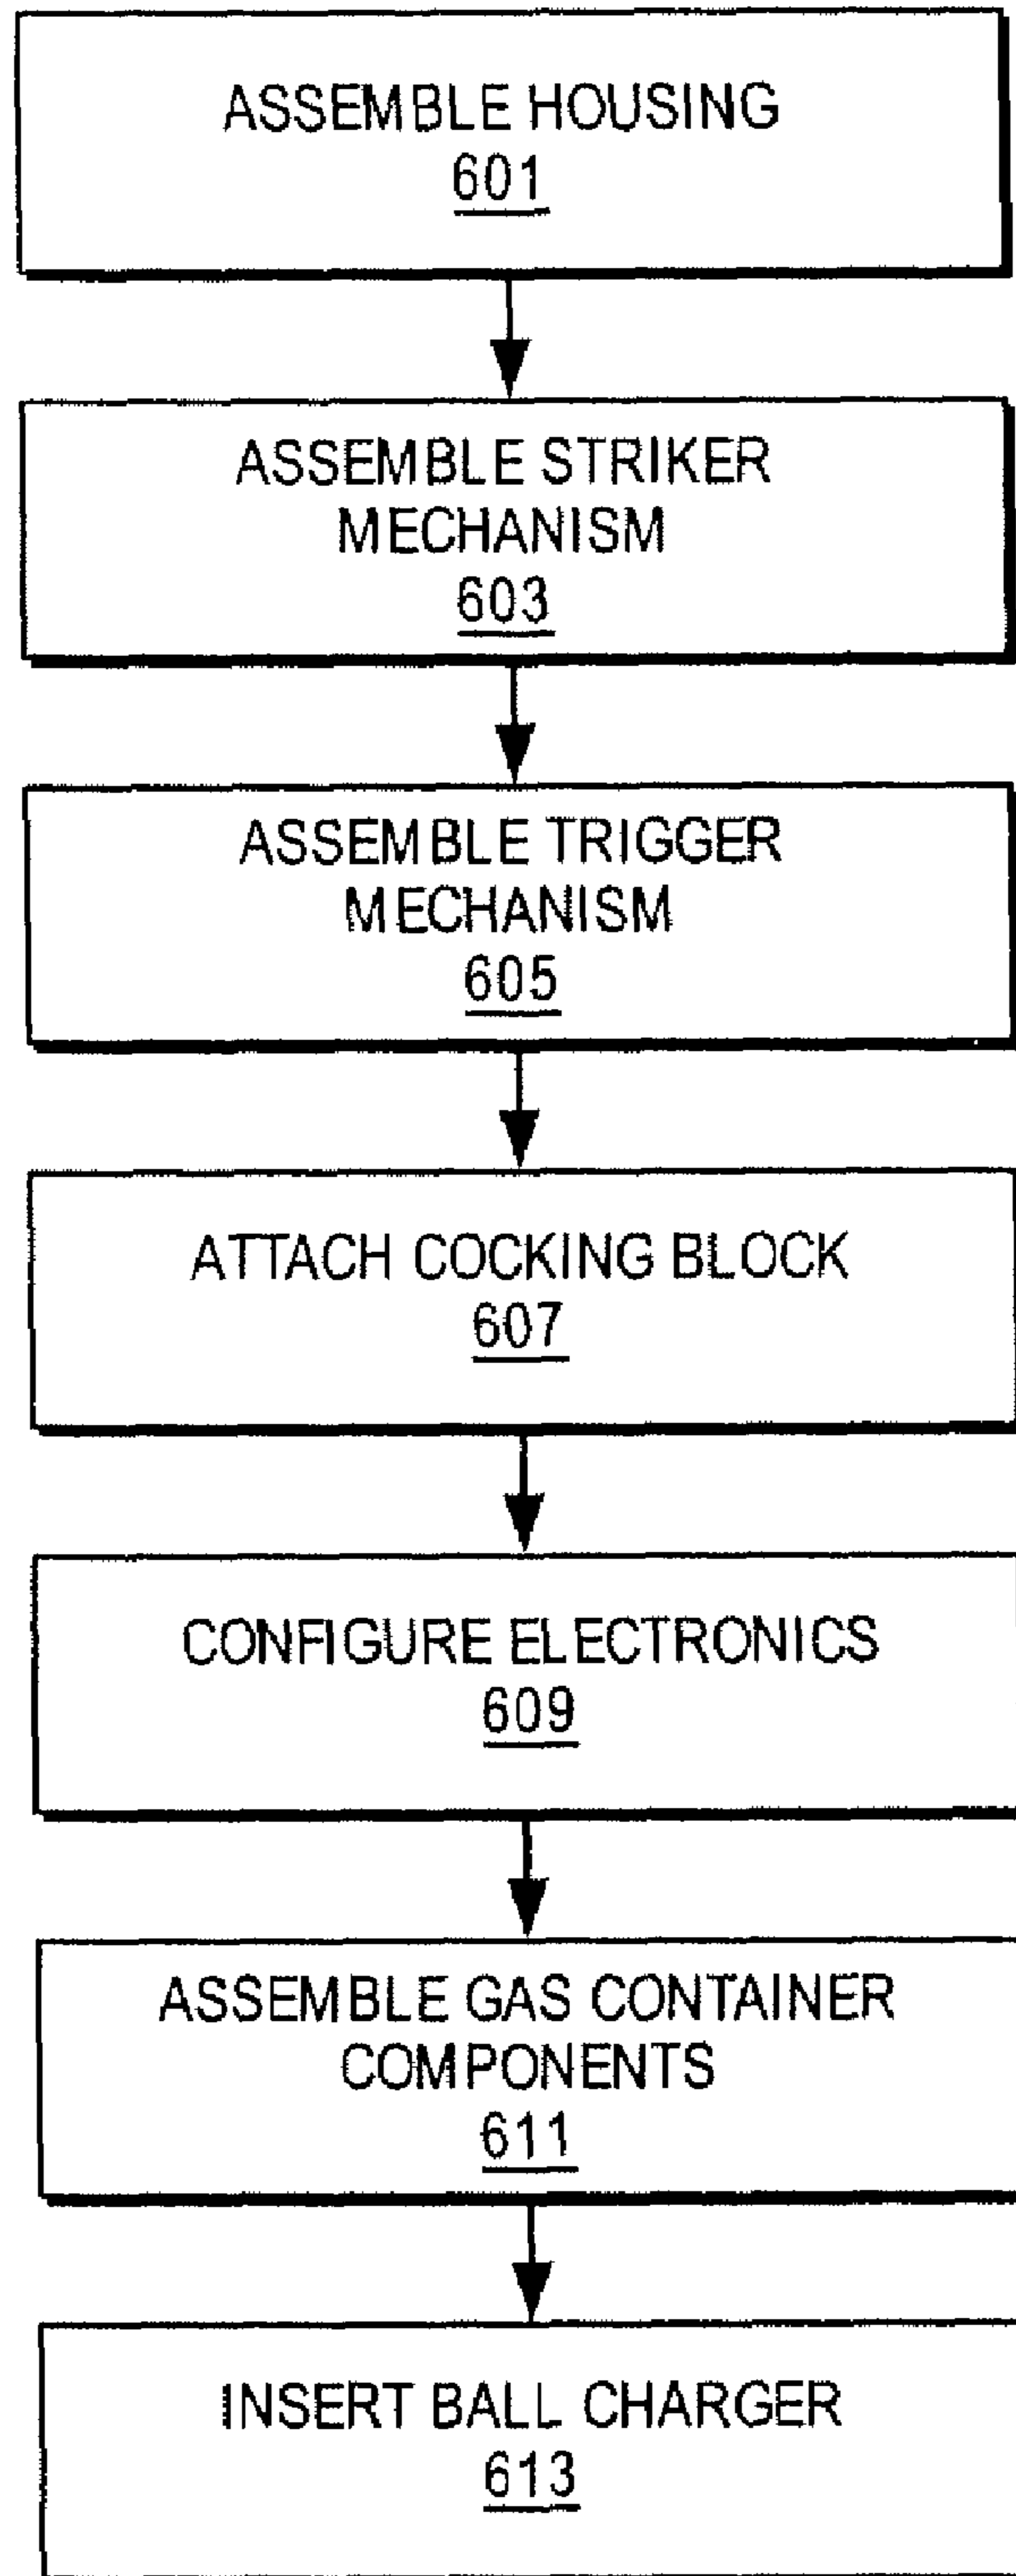 ASSEMBLE HOUSING
601
ASSEMBLE STRIKER
MECHANISM
603
ASSEMBLE TRIGGER
MECHANISM
605
ATTACH COCKING BLOCK
607
CONFIGURE ELECTRONICS
609
ASSEMBLE GAS CONTAINER
COMPONENTS
611
INSERT BALL CHARGER
613